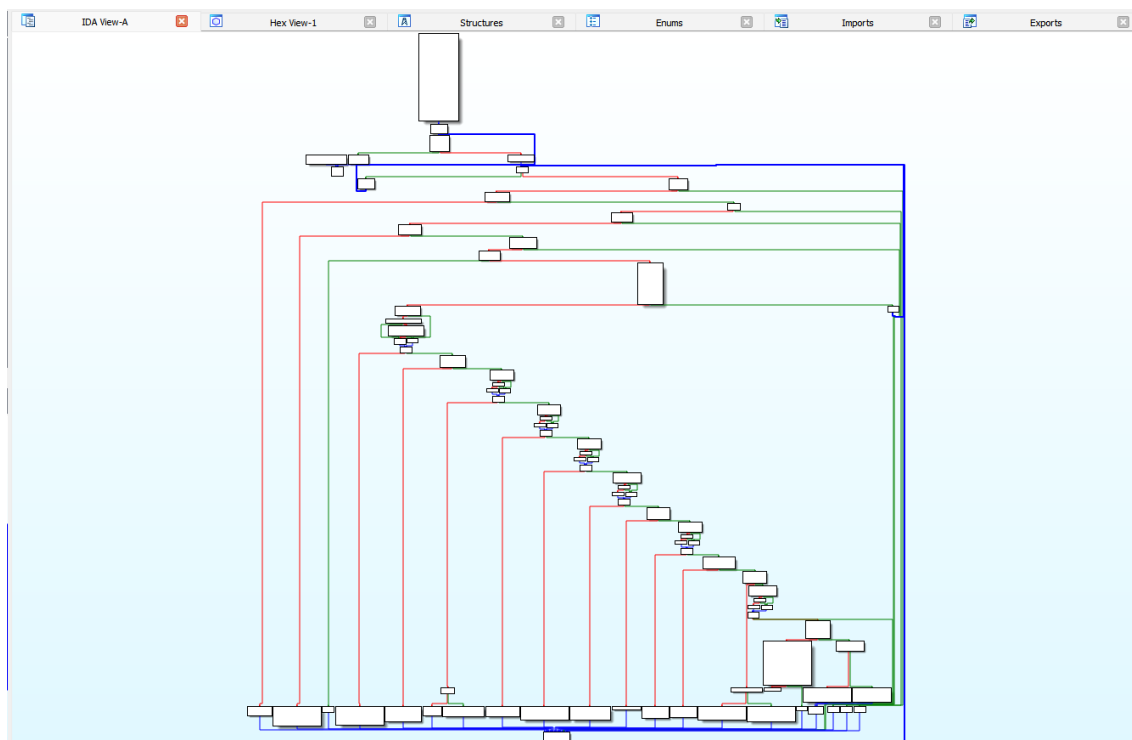 IDA View-A
Hex View-1
Structures
Enums
Imports
Exports